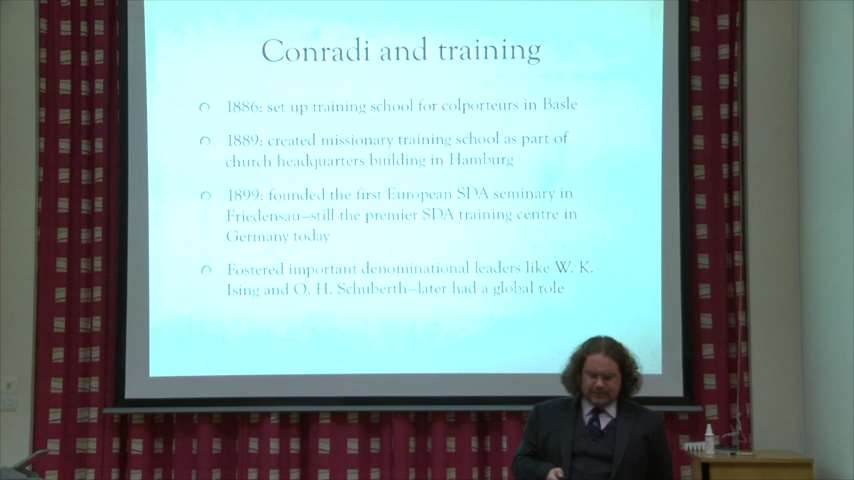 Conradi and training
1886: set up training school for colporteurs in Basle
1889: created missionary training school as part of
church headquarters building in Hamburg
1899: founded the first European SDA seminary in
Friedensau—still the premier SDA training centre in
Germany today
Fostered important denominational leaders like W. K.
Ising and O. H. Schuberth—later had a global role